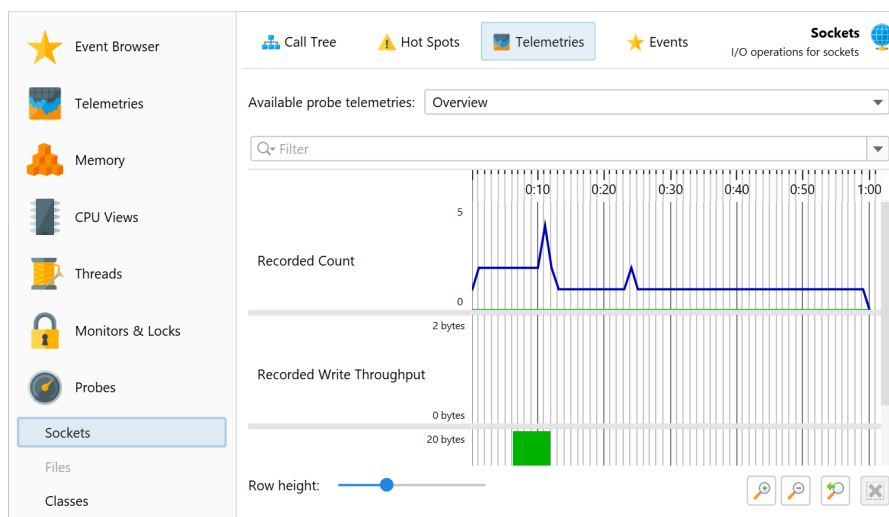 Event Browser
Telemetries
Memory
CPU Views
Threads
Monitors & Locks
Probes
Sockets
Files
Classes
Call Tree
Hot Spots
Telemetries
Events
Sockets
I/O operations for sockets
Available probe telemetries:
Overview
Filter
0:10 0:20 0:30 0:40 0:50 1:00
5
Recorded Count
0
2 bytes
Recorded Write Throughput
0 bytes
20 bytes
Row height: